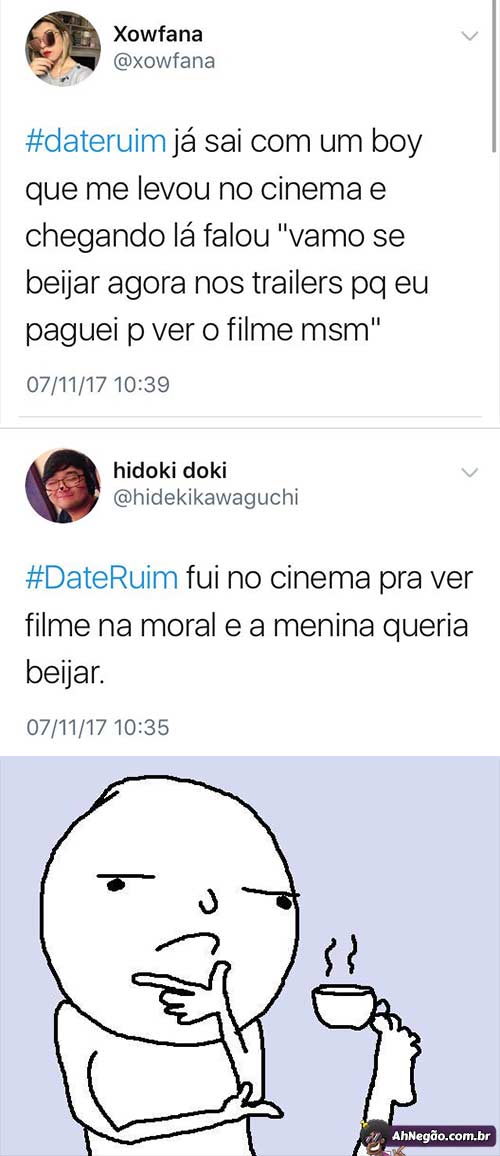 Xowfana
@xowfana
#dateruim já sai com um boy
que me levou no cinema e
chegando lá falou "vamo se
beijar agora nos trailers pq eu
paguei p ver o filme msm"
07/11/17 10:39
hidoki doki
@hidekikawaguchi
#DateRuim fui no cinema pra ver
filme na moral e a menina queria
beijar.
07/11/17 10:35
AhNegão.com.br